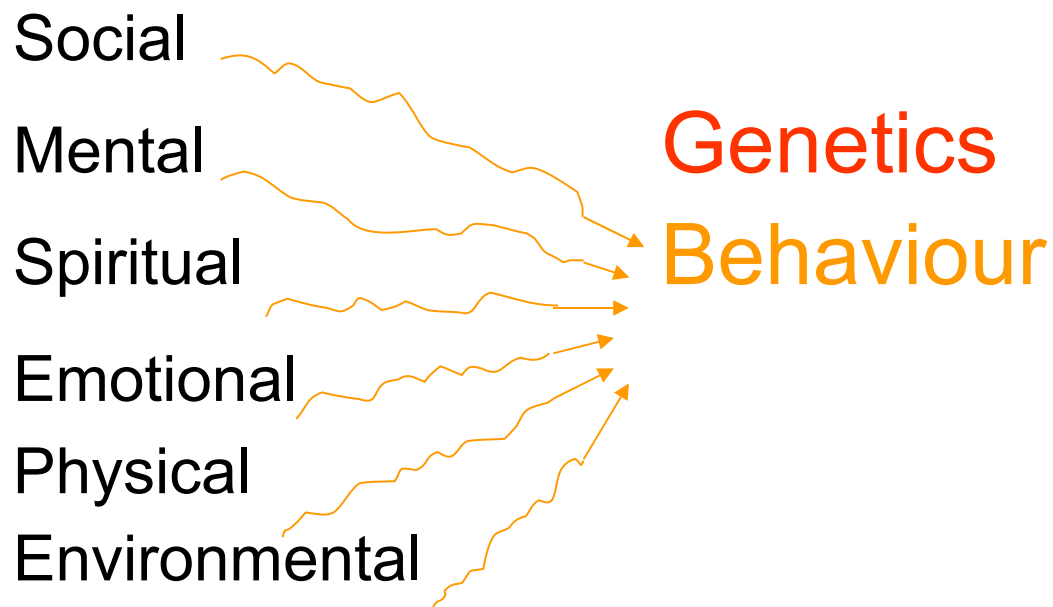 Social
Mental
Spiritual
Emotional
Physical
Environmental
Genetics
Behaviour